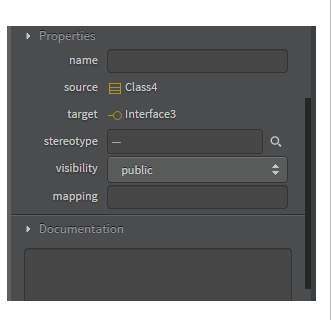 Properties
name
source Class4
target Interface3
stereotype —
visibility public
mapping
Documentation